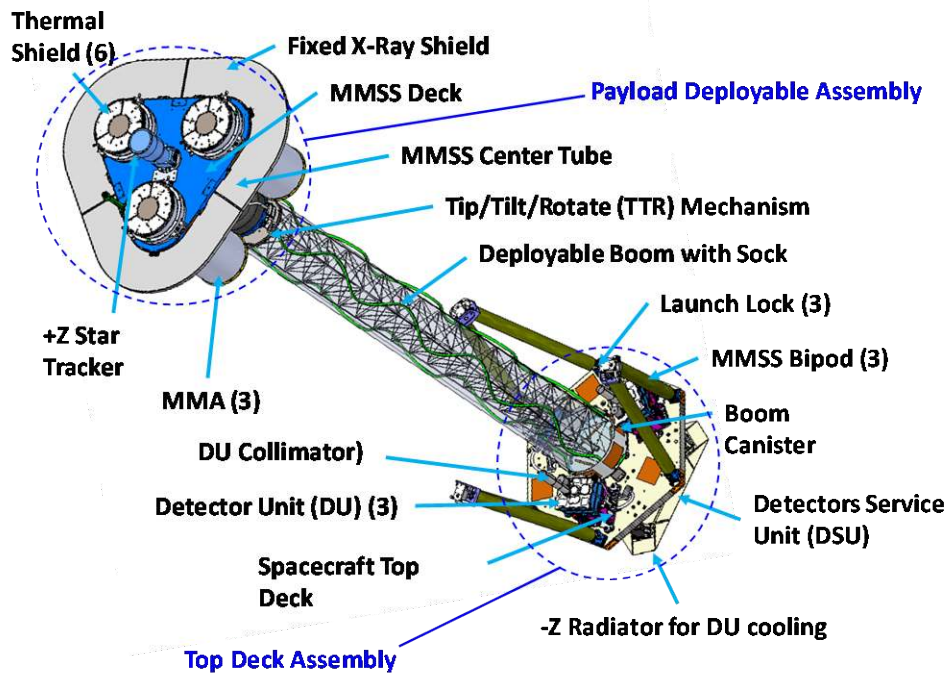 Thermal
Shield (6)
Fixed X-Ray Shield
MMSS Deck
Payload Deployable Assembly
MMSS Center Tube
Tip/Tilt/Rotate (TTR) Mechanism
Deployable Boom with Sock
Launch Lock (3)
+Z Star
Tracker
MMSS Bipod (3)
MMA (3)
Boom
Canister
DU Collimator)
Detector Unit (DU) (3)
Detectors Service
Unit (DSU)
Spacecraft Top
Deck
-Z Radiator for DU cooling
Top Deck Assembly